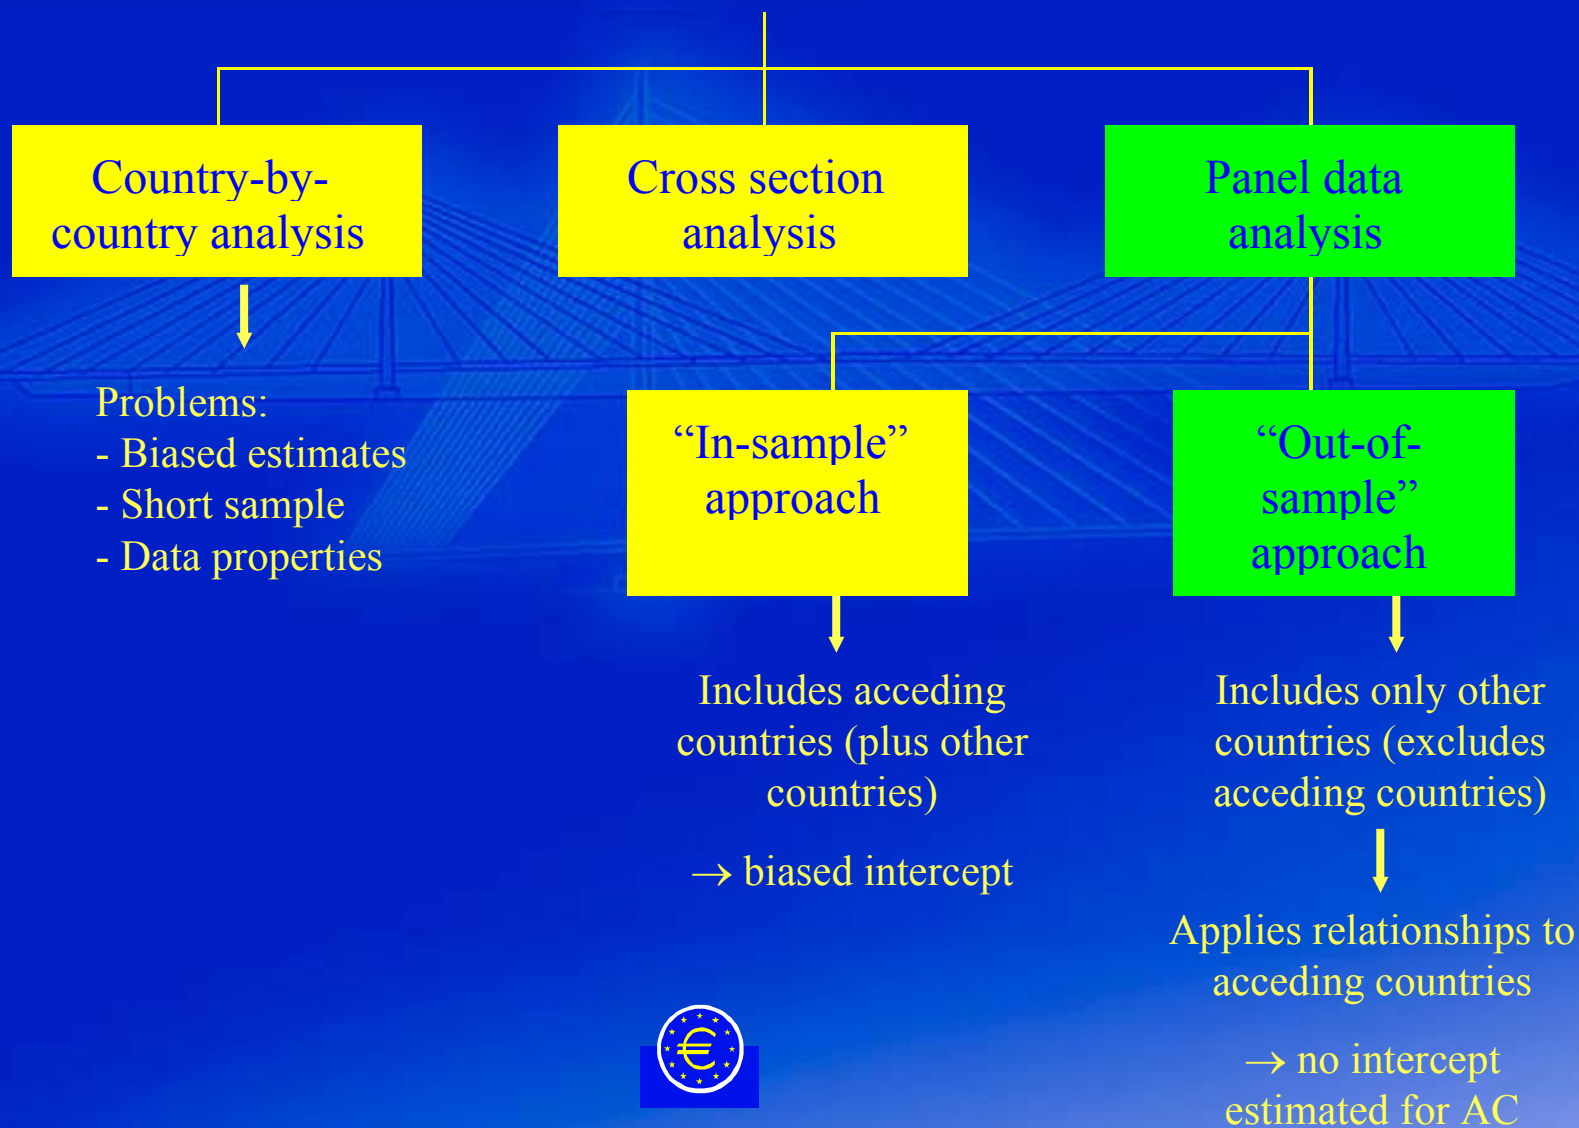 Country-by-
country analysis
Cross section
analysis
Panel data
analysis
Problems:
- Biased estimates
- Short sample
- Data properties
“In-sample”
approach
“Out-of-
sample”
approach
Includes acceding
countries (plus other
countries)
→ biased intercept
Includes only other
countries (excludes
acceding countries)
Applies relationships to
acceding countries
→ no intercept
estimated for AC
€